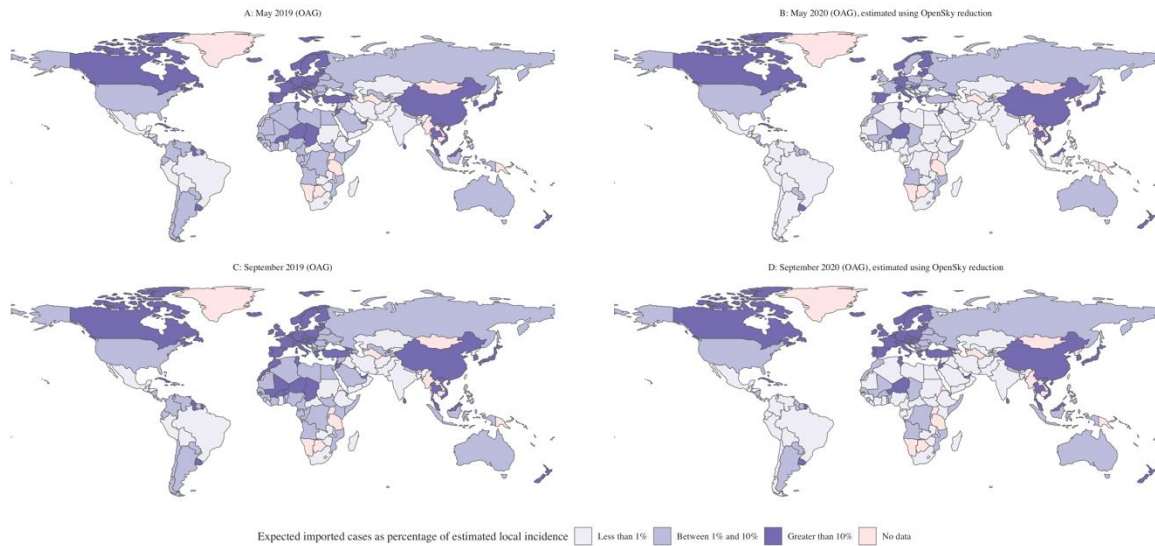 A: May 2019 (OAG)
B: May 2020 (OAG), estimated using OpenSky reduction
C: September 2019 (OAG)
D: September 2020 (OAG), estimated using OpenSky reduction
Expected imported cases as percentage of estimated local incidence Less than 1% Between 1% and 10% Greater than 10% No data